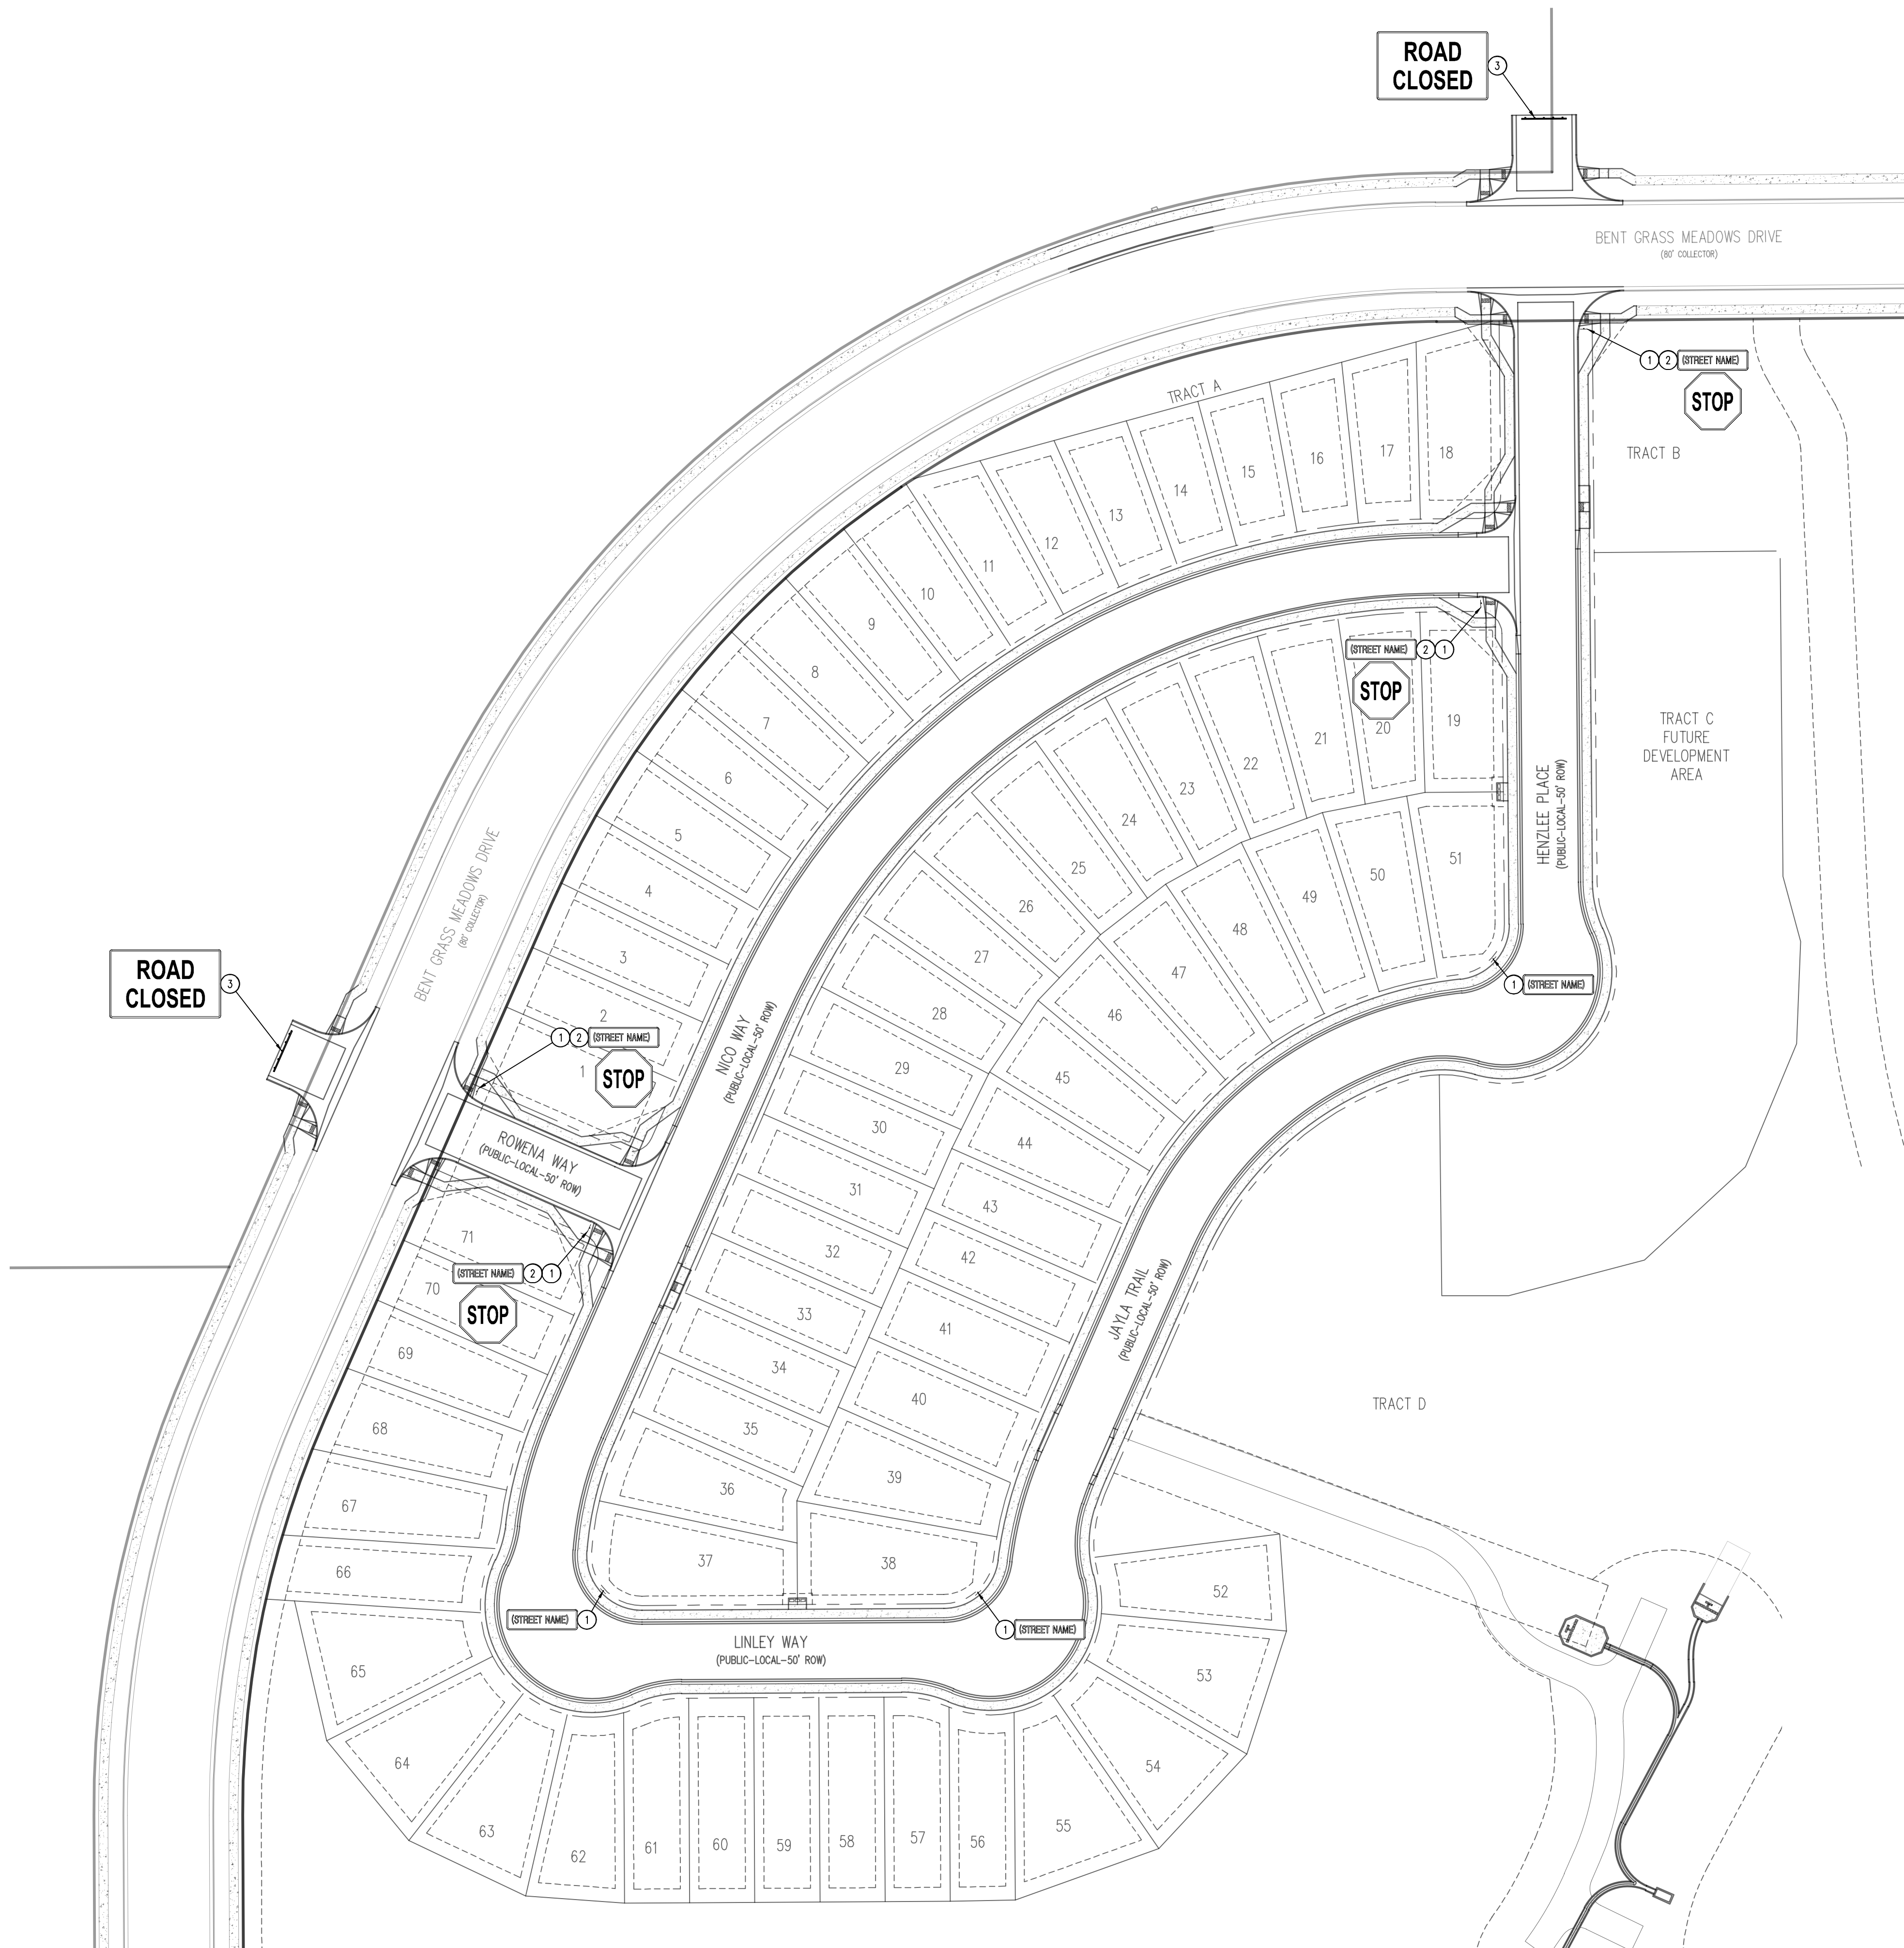 ROAD
CLOSED
3
BENT GRASS MEADOWS DRIVE
(80' COLLECTOR)
1
2
(STREET NAME)
STOP
TRACT A
TRACT B
18
17
16
15
14
13
12
11
10
9
8
7
6
5
4
3
2
1
(STREET NAME)
2
1
STOP
19
20
21
22
23
24
25
26
27
28
29
30
31
32
33
34
35
36
37
TRACT C
FUTURE
DEVELOPMENT
AREA
HENZLEE PLACE
(PUBLIC-LOCAL-50' ROW)
51
50
49
48
47
46
45
44
43
42
41
40
39
38
1
(STREET NAME)
BENT GRASS MEADOWS DRIVE
(80' COLLECTOR)
ROAD
CLOSED
3
1
2
(STREET NAME)
STOP
NICO WAY
(PUBLIC-LOCAL-50' ROW)
ROWENA WAY
(PUBLIC-LOCAL-50' ROW)
(STREET NAME)
2
1
STOP
71
70
69
68
67
66
65
64
63
62
61
60
59
58
57
56
55
54
53
52
JAYLA TRAIL
(PUBLIC-LOCAL-50' ROW)
TRACT D
(STREET NAME)
1
1
(STREET NAME)
LINLEY WAY
(PUBLIC-LOCAL-50' ROW)